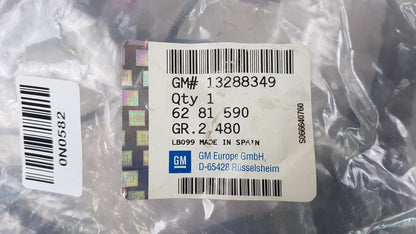 GM# 13288349
Qty 1
62 81 590
GR.2 480
LB099 MADE IN SPAIN
GM
GM Europe GmbH,
D-65428 Rüsselsheim
S066640760
0N0582